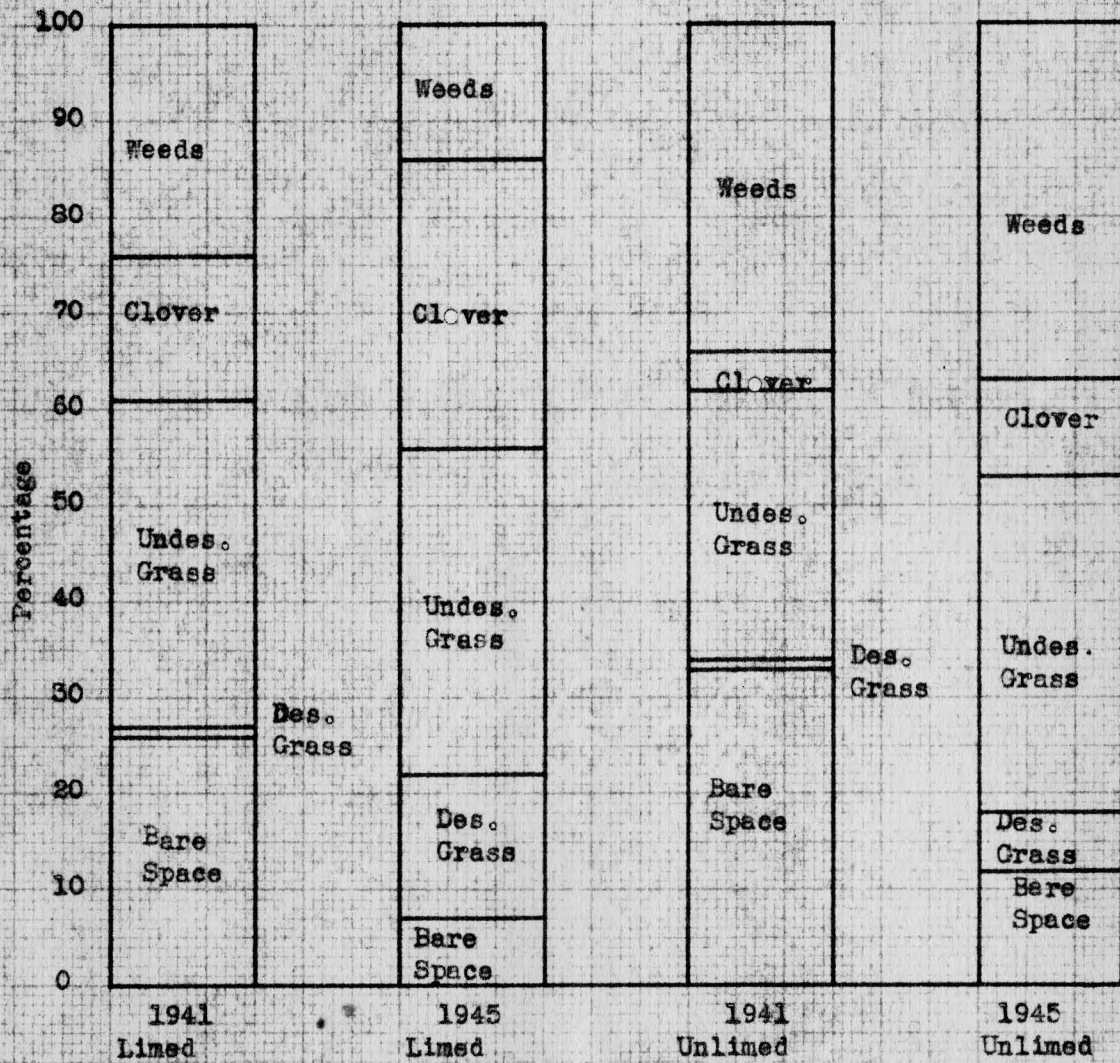 100
90
80
70
60
50
40
30
20
10
0
Percentage
Weeds
Clover
Undes.
Grass
Des.
Grass
Bare
Space
1941
Limed
Weeds
Clover
Undes.
Grass
Des.
Grass
Bare
Space
1945
Limed
Weeds
Clover
Undes.
Grass
Des.
Grass
Bare
Space
1941
Unlimed
Weeds
Clover
Undes.
Grass
Des.
Grass
Bare
Space
1945
Unlimed